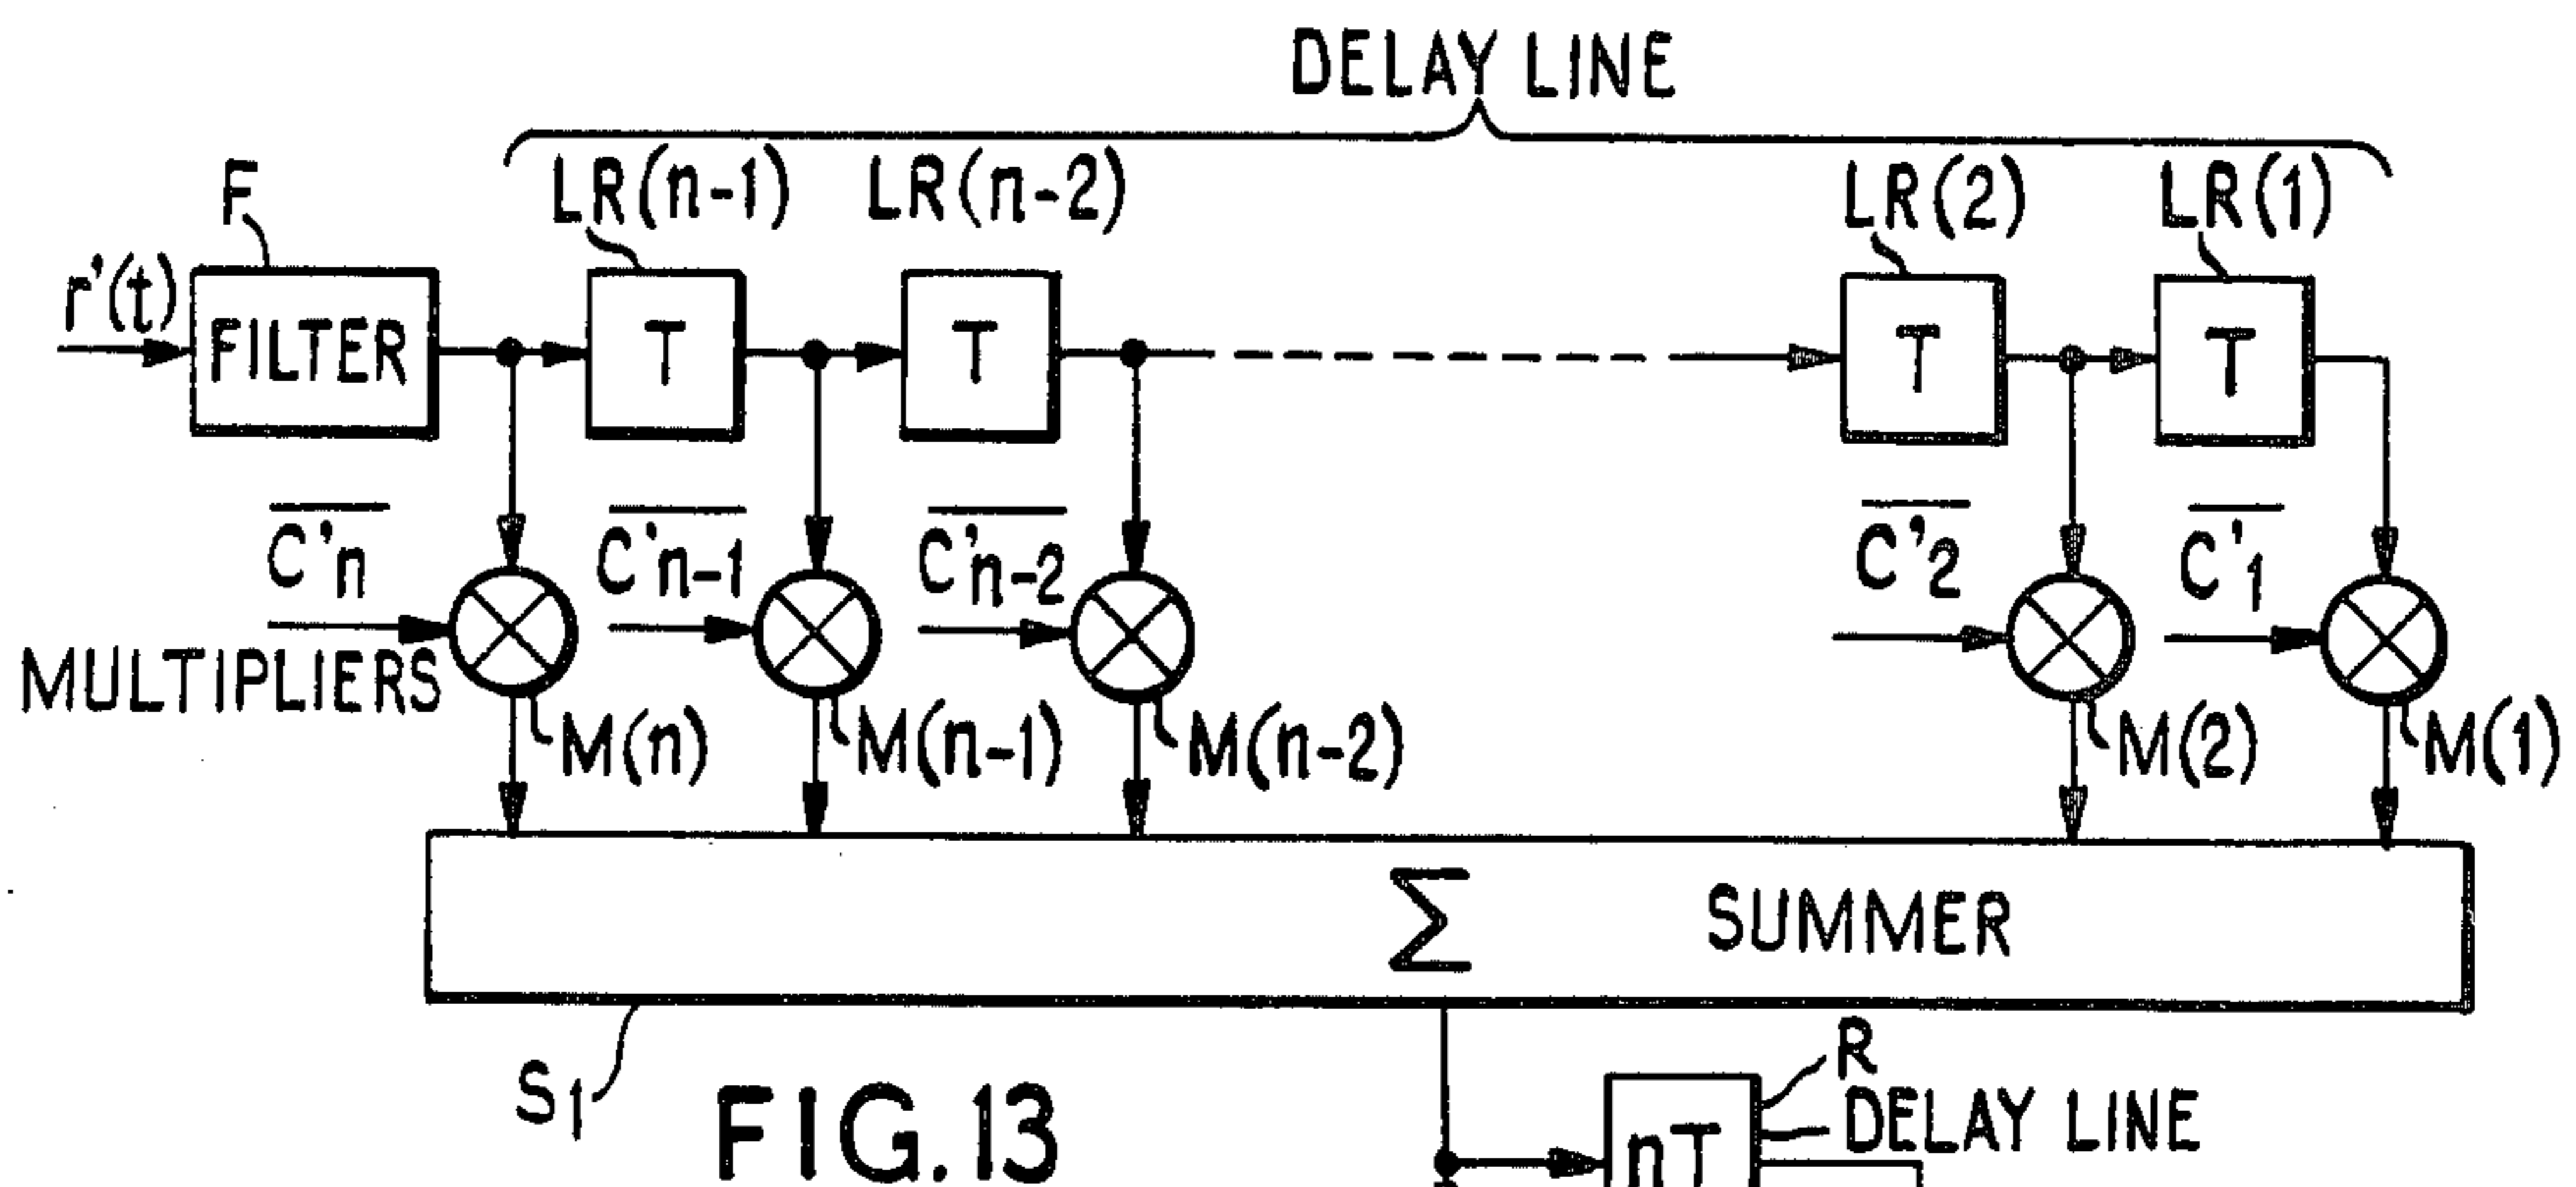 DELAY LINE
F
LR(n-1)
LR(n-2)
LR(2)
LR(1)
r'(t)
FILTER
T
T
T
T
C'n
C'n-1
C'n-2
C'2
C'1
MULTIPLIERS
M(n)
M(n-1)
M(n-2)
M(2)
M(1)
Σ SUMMER
S1
FIG.13
R
DELAY LINE
nT